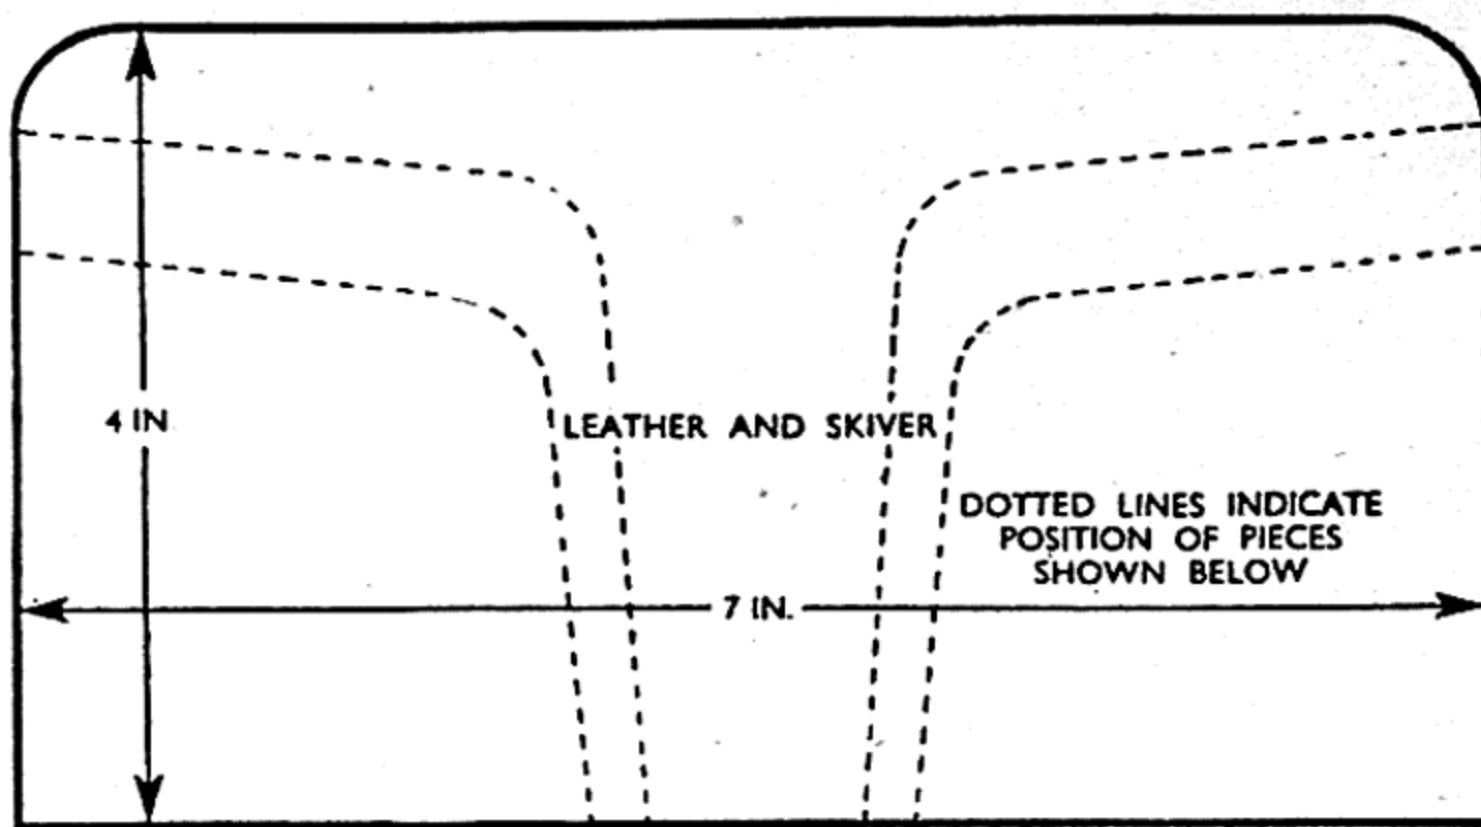 4 IN
LEATHER AND SKIVER
DOTTED LINES INDICATE
POSITION OF PIECES
SHOWN BELOW
7 IN.